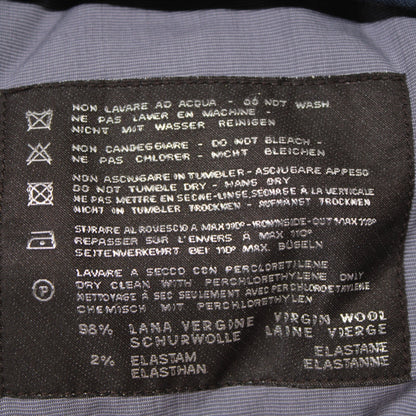 NON LAVARE AD ACQUA - DO NOT WASH
NE PAS LAVER EN MACHINE
NICHT MIT WASSER REINIGEN
NON CANDEGGIARE - DO NOT BLEACH -
NE PAS CHLORER - NICHT BLEICHEN
NON ASCIUGARE IN TUMBLER - ASCIUGARE APPESO
DO NOT TUMBLE DRY - HANG DRY
NE PAS METTRE EN SECHE-LINGE, SECHAGE A LA VERTICALE
NICHT IN TUMBLER TROCKNEN - TROCKNEN
STIRARE AL ROVESCIO A MAX 110° - IRON INSIDE-OUT MAX 110°
REPASSER SUR L'ENVERS A MAX 110°
SEITENVERKEHRT BEI 110° MAX. BÜGELN
P
LAVARE A SECCO CON PERCLORETILENE
DRY CLEAN WITH PERCHLORETHYLENE ONLY
NETTOYAGE A SEC SEULEMENT AVEC PERCHLOROETHYLENE
CHEMISCH MIT PERCHLORETHYLEN
98% LANA VERGINE VIRGIN WOOL
SCHURWOLLE LAINE VIERGE
2% ELASTAM ELASTANE
ELASTHAN ELASTHANNE